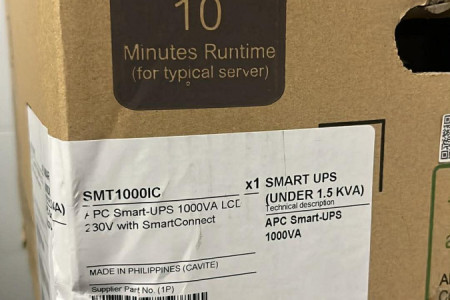 10
Minutes Runtime
(for typical server)
SMT1000IC
x1
SMART UPS
(UNDER 1.5 KVA)
Technical description
APC Smart-UPS
1000VA
APC Smart-UPS 1000VA LCD
230V with SmartConnect
MADE IN PHILIPPINES (CAVITE)
Supplier Part No. (1P)